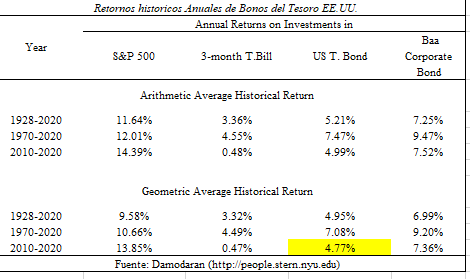 Retornos historicos Anuales de Bonos del Tesoro EE.UU.
Annual Returns on Investments in
Year S&P 500 3-month T.Bill US T. Bond Baa Corporate Bond
Arithmetic Average Historical Return
1928-2020 11.64% 3.36% 5.21% 7.25%
1970-2020 12.01% 4.55% 7.47% 9.47%
2010-2020 14.39% 0.48% 4.99% 7.52%
Geometric Average Historical Return
1928-2020 9.58% 3.32% 4.95% 6.99%
1970-2020 10.66% 4.49% 7.08% 9.20%
2010-2020 13.85% 0.47% 4.77% 7.36%
Fuente: Damodaran (http://people.stern.nyu.edu)